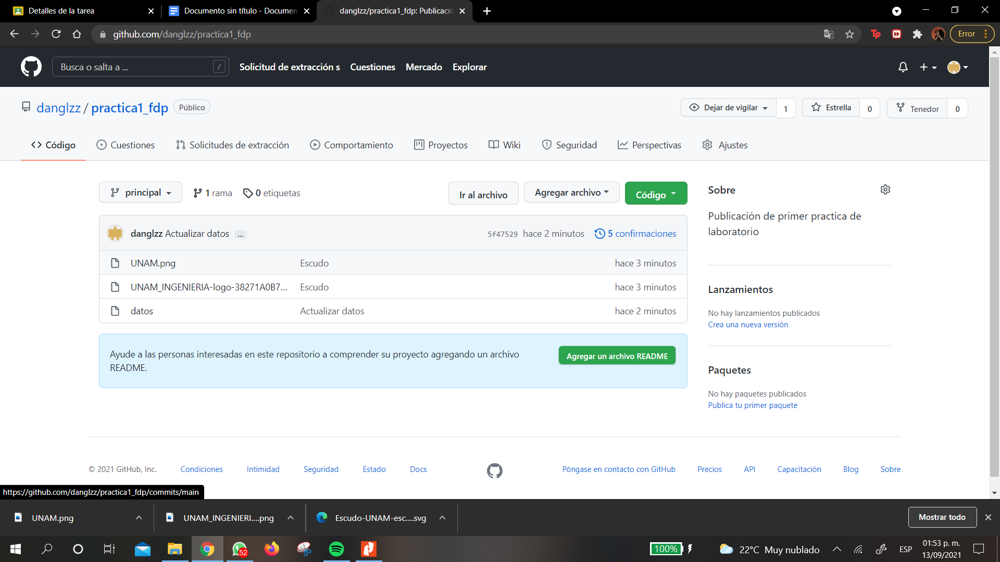 Detalles de la tarea
Documento sin título - Documen
danglzz/practica1_fdp: Publicació
github.com/danglzz/practica1_fdp
Error
Busca o salta a ...
/
Solicitud de extracción s
Cuestiones
Mercado
Explorar
danglzz / practica1_fdp
Público
Dejar de vigilar
1
Estrella
0
Tenedor
0
Código
Cuestiones
Solicitudes de extracción
Comportamiento
Proyectos
Wiki
Seguridad
Perspectivas
Ajustes
principal
1 rama
0 etiquetas
Ir al archivo
Agregar archivo
Código
Sobre
Publicación de primer practica de
laboratorio
danglzz Actualizar datos ...
5f47529 hace 2 minutos
5 confirmaciones
UNAM.png
Escudo
hace 3 minutos
UNAM_INGENIERIA-logo-38271A0B7...
Escudo
hace 3 minutos
datos
Actualizar datos
hace 2 minutos
Lanzamientos
No hay lanzamientos publicados
Crea una nueva versión
Ayude a las personas interesadas en este repositorio a comprender su proyecto agregando un archivo
README.
Agregar un archivo README
Paquetes
No hay paquetes publicados
Publica tu primer paquete
© 2021 GitHub, Inc.
Condiciones
Intimidad
Seguridad
Estado
Docs
Póngase en contacto con GitHub
Precios
API
Capacitación
Blog
Sobre
https://github.com/danglzz/practica1_fdp/commits/main
UNAM.png
UNAM_INGENIERI....png
Escudo-UNAM-esc....svg
Mostrar todo
52
100%
22°C Muy nublado
ESP
01:53 p. m.
13/09/2021